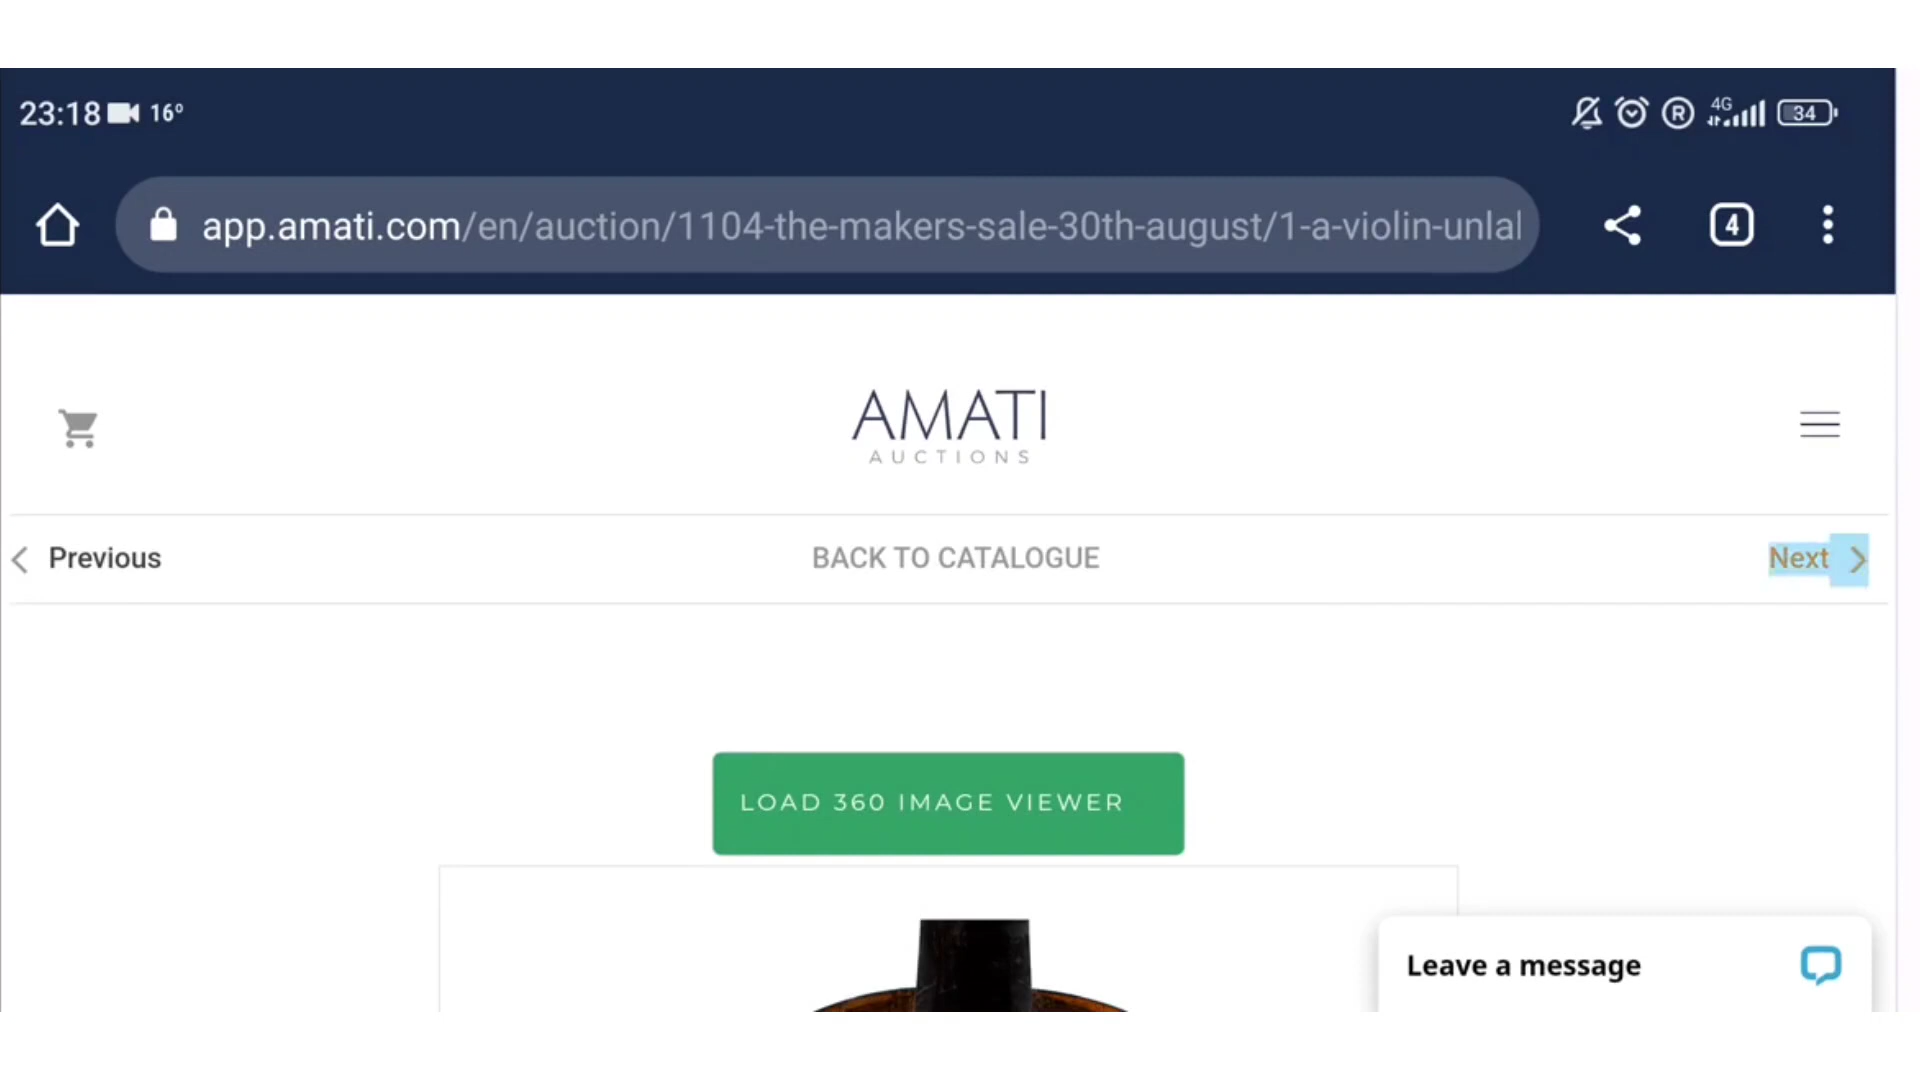 23:18 16° 4G 34
app.amati.com/en/auction/1104-the-makers-sale-30th-august/1-a-violin-unlal 4
AMATI
AUCTIONS
Previous BACK TO CATALOGUE Next
LOAD 360 IMAGE VIEWER
Leave a message